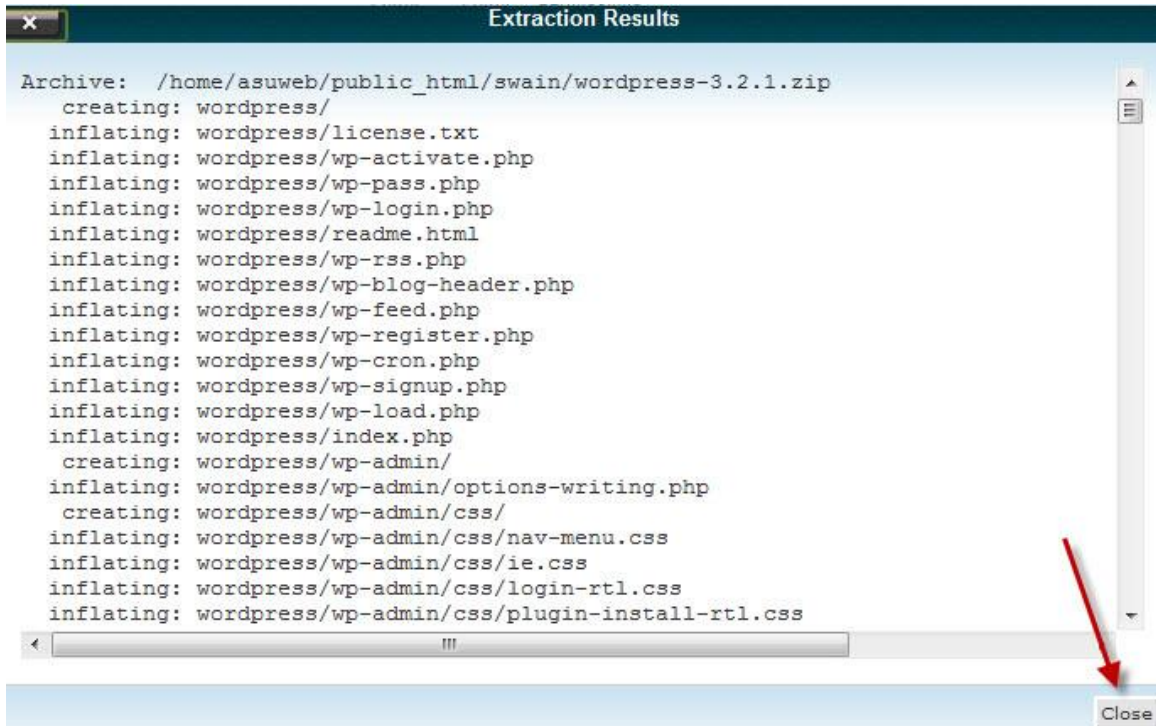 Extraction Results
Archive:  /home/asuweb/public_html/swain/wordpress-3.2.1.zip
creating: wordpress/
inflating: wordpress/license.txt
inflating: wordpress/wp-activate.php
inflating: wordpress/wp-pass.php
inflating: wordpress/wp-login.php
inflating: wordpress/readme.html
inflating: wordpress/wp-rss.php
inflating: wordpress/wp-blog-header.php
inflating: wordpress/wp-feed.php
inflating: wordpress/wp-register.php
inflating: wordpress/wp-cron.php
inflating: wordpress/wp-signup.php
inflating: wordpress/wp-load.php
inflating: wordpress/index.php
creating: wordpress/wp-admin/
inflating: wordpress/wp-admin/options-writing.php
creating: wordpress/wp-admin/css/
inflating: wordpress/wp-admin/css/nav-menu.css
inflating: wordpress/wp-admin/css/ie.css
inflating: wordpress/wp-admin/css/login-rtl.css
inflating: wordpress/wp-admin/css/plugin-install-rtl.css
Close